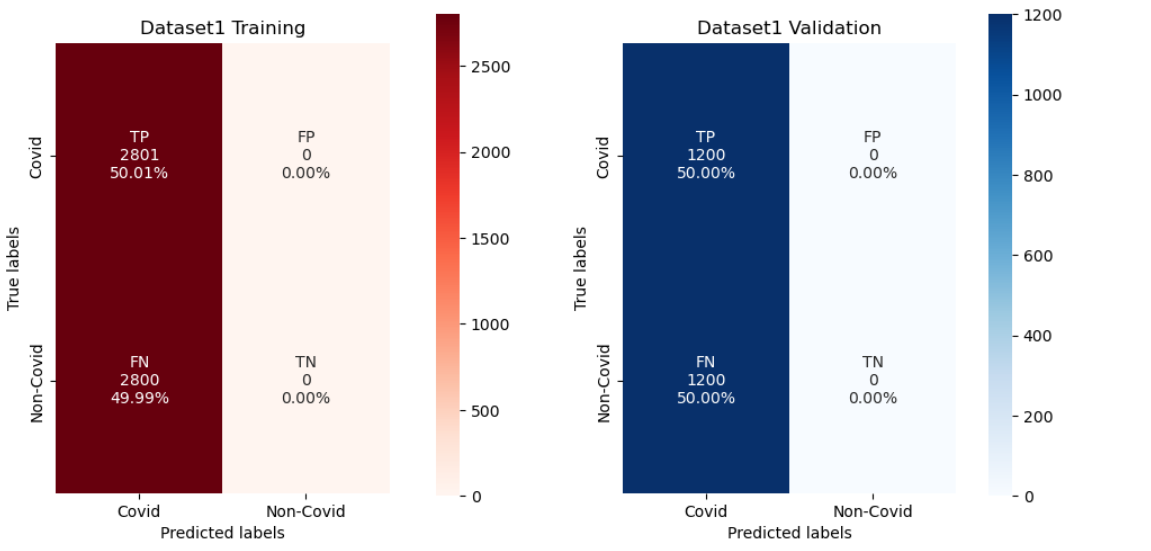 Dataset1 Training
True labels
Covid
Non-Covid
TP
2801
50.01%
FP
0
0.00%
FN
2800
49.99%
TN
0
0.00%
Covid
Non-Covid
Predicted labels
2500
2000
1500
1000
500
0
Dataset1 Validation
True labels
Covid
Non-Covid
TP
1200
50.00%
FP
0
0.00%
FN
1200
50.00%
TN
0
0.00%
Covid
Non-Covid
Predicted labels
1200
1000
800
600
400
200
0